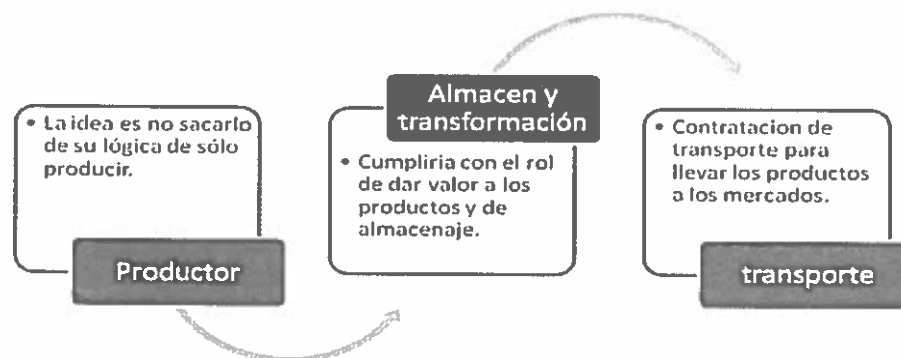 • La idea es no sacarlo
de su lógica de sólo
producir.
Productor
Almacen y
transformación
• Cumpliria con el rol
de dar valor a los
productos y de
almacenaje.
• Contratacion de
transporte para
llevar los productos
a los mercados.
transporte